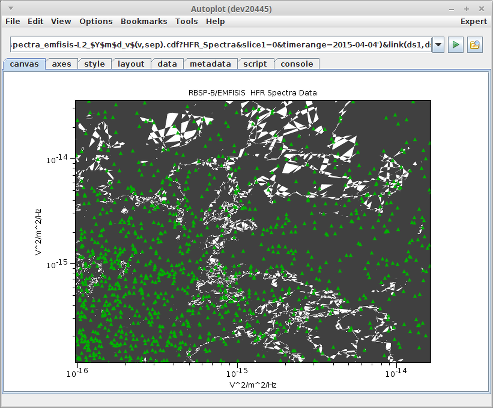 Autoplot (dev20445)
File Edit View Options Bookmarks Tools Help Expert
pectra_emfisis-L2_$Y$m$d_v$(v,sep).cdf?HFR_Spectra&slice1=0&timerange=2015-04-04')&link(ds1,ds
canvas axes style layout data metadata script console
RBSP-B/EMFISIS HFR Spectra Data
10-14
V^2/m^2/Hz
10-15
10-16 10-15 10-14
V^2/m^2/Hz